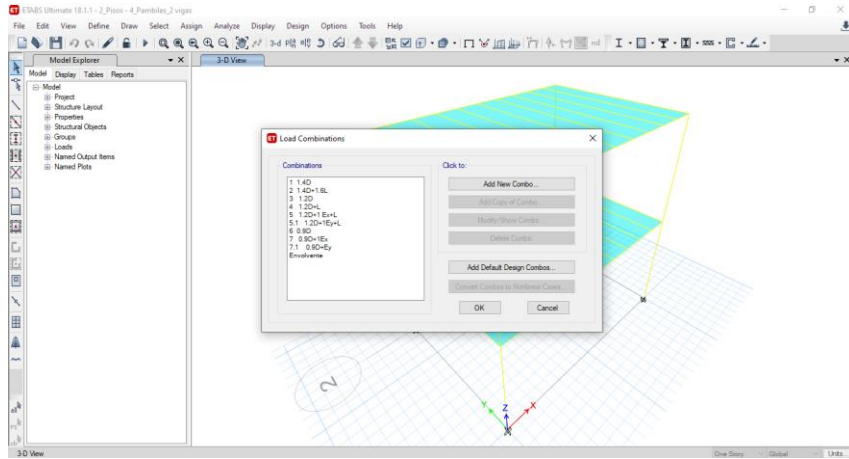 ETABS Ultimate 18.1.1 - 2_Pisos - 4_Pambiles_2 vigas
File Edit View Define Draw Select Assign Analyze Display Design Options Tools Help
3-d
Model Explorer
3-D View
Model Display Tables Reports
Model
Project
Structure Layout
Properties
Structural Objects
Groups
Loads
Named Output Items
Named Plots
Load Combinations
Combinations
Click to:
1 1.4D
2 1.4D+1.6L
3 1.2D
4 1.2D+L
5 1.2D+1 Ex+L
5.1 1.2D+1Ey+L
6 0.9D
7 0.9D+1Ex
7.1 0.9D+Ey
Envolvente
Add New Combo...
Add Copy of Combo...
Modify/Show Combo...
Delete Combo
Add Default Design Combos...
Convert Combos to Nonlinear Cases...
OK Cancel
2
Y Z X
3-D View
One Story Global Units...